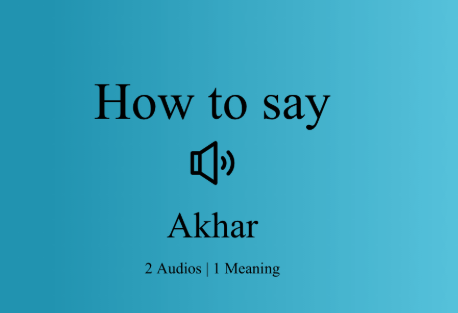 How to say
Akhar
2 Audios | 1 Meaning